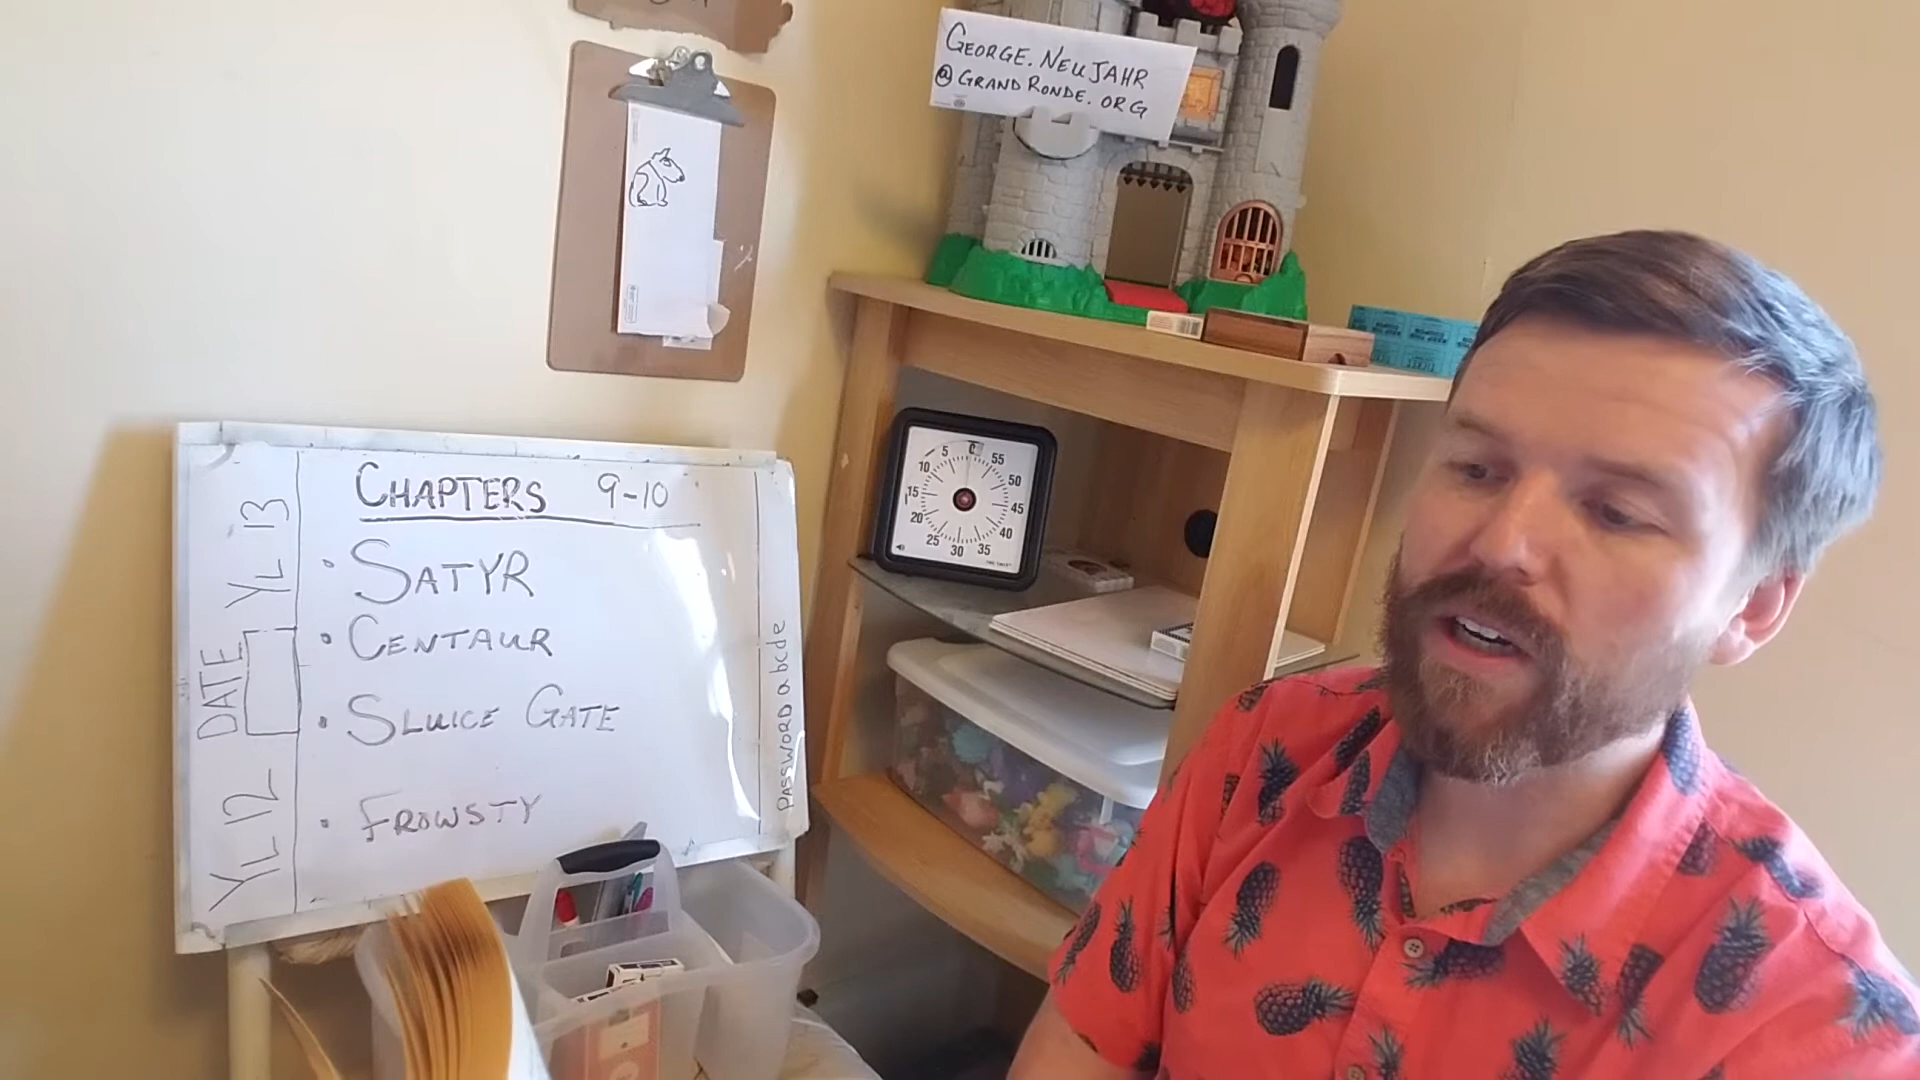 GEORGE.NEUJAHR
@GRANDRONDE.ORG
CHAPTERS 9-10
• SATYR
• CENTAUR
• SLUICE GATE
• FROWSTY
YL 13
DATE
YL 12
PASSWORD abcde
0
55
50
45
40
35
30
25
20
15
10
5